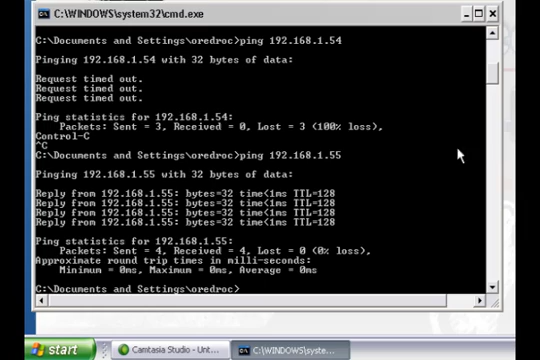 C:\WINDOWS\system32\cmd.exe
C:\Documents and Settings\oredroc>ping 192.168.1.54
Pinging 192.168.1.54 with 32 bytes of data:
Request timed out.
Request timed out.
Request timed out.
Ping statistics for 192.168.1.54:
Packets: Sent = 3, Received = 0, Lost = 3 (100% loss),
Control-C
^C
C:\Documents and Settings\oredroc>ping 192.168.1.55
Pinging 192.168.1.55 with 32 bytes of data:
Reply from 192.168.1.55: bytes=32 time<1ms TTL=128
Reply from 192.168.1.55: bytes=32 time<1ms TTL=128
Reply from 192.168.1.55: bytes=32 time<1ms TTL=128
Reply from 192.168.1.55: bytes=32 time<1ms TTL=128
Ping statistics for 192.168.1.55:
Packets: Sent = 4, Received = 4, Lost = 0 (0% loss),
Approximate round trip times in milli-seconds:
Minimum = 0ms, Maximum = 0ms, Average = 0ms
C:\Documents and Settings\oredroc>
start
Camtasia Studio - Unt...
C:\WINDOWS\syste...